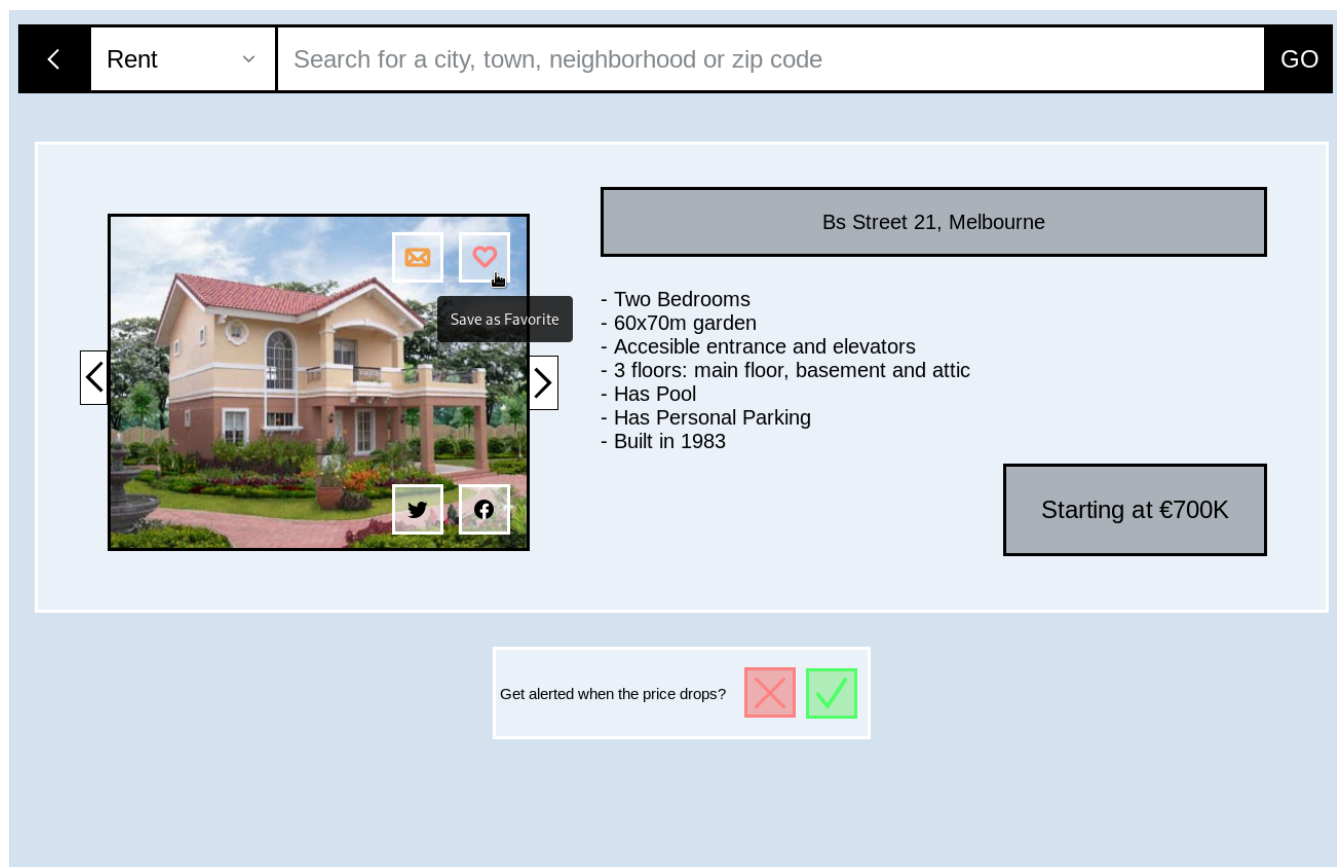 Rent
Search for a city, town, neighborhood or zip code
GO
Bs Street 21, Melbourne
Save as Favorite
- Two Bedrooms
- 60x70m garden
- Accesible entrance and elevators
- 3 floors: main floor, basement and attic
- Has Pool
- Has Personal Parking
- Built in 1983
Starting at €700K
Get alerted when the price drops?